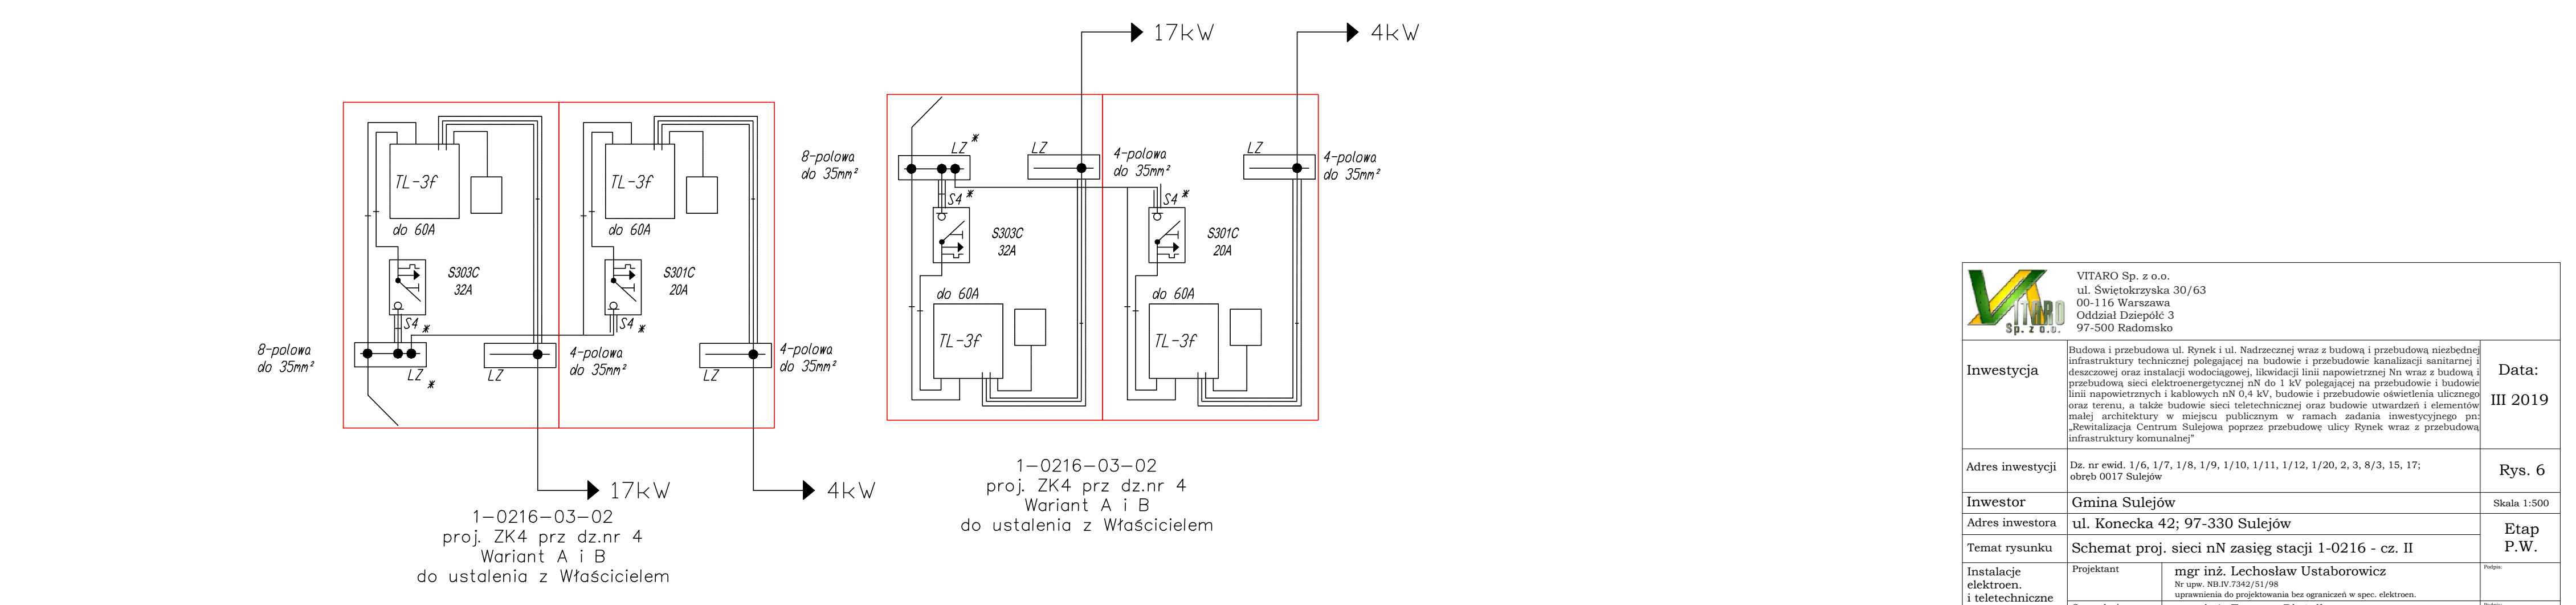 17kW
4kW
TL-3f
do 60A
S303C
32A
S4 *
8-polowa
do 35mm²
LZ *
LZ
4-polowa
do 35mm²
TL-3f
do 60A
S301C
20A
S4 *
LZ
4-polowa
do 35mm²
17kW
4kW
1-0216-03-02
proj. ZK4 prz dz.nr 4
Wariant A i B
do ustalenia z Właścicielem
8-polowa
do 35mm²
LZ *
LZ
4-polowa
do 35mm²
LZ
4-polowa
do 35mm²
S4 *
S303C
32A
do 60A
TL-3f
S4 *
S301C
20A
do 60A
TL-3f
1-0216-03-02
proj. ZK4 prz dz.nr 4
Wariant A i B
do ustalenia z Właścicielem
VITARO
Sp. z o.o.
VITARO Sp. z o.o.
ul. Świętokrzyska 30/63
00-116 Warszawa
Oddział Dziepółć 3
97-500 Radomsko
Inwestycja
Budowa i przebudowa ul. Rynek i ul. Nadrzecznej wraz z budową i przebudową niezbędnej
infrastruktury technicznej polegającej na budowie i przebudowie kanalizacji sanitarnej i
deszczowej oraz instalacji wodociągowej, likwidacji linii napowietrznej Nn wraz z budową i
przebudową sieci elektroenergetycznej nN do 1 kV polegającej na przebudowie i budowie
linii napowietrznych i kablowych nN 0,4 kV, budowie i przebudowie oświetlenia ulicznego
oraz terenu, a także budowie sieci teletechnicznej oraz budowie utwardzeń i elementów
małej architektury w miejscu publicznym w ramach zadania inwestycyjnego pn:
„Rewitalizacja Centrum Sulejowa poprzez przebudowę ulicy Rynek wraz z przebudową
infrastruktury komunalnej”
Data:
III 2019
Adres inwestycji
Dz. nr ewid. 1/6, 1/7, 1/8, 1/9, 1/10, 1/11, 1/12, 1/20, 2, 3, 8/3, 15, 17;
obręb 0017 Sulejów
Rys. 6
Inwestor
Gmina Sulejów
Skala 1:500
Adres inwestora
ul. Konecka 42; 97-330 Sulejów
Etap
P.W.
Temat rysunku
Schemat proj. sieci nN zasięg stacji 1-0216 - cz. II
Instalacje
elektroen.
i teletechniczne
Projektant
mgr inż. Lechosław Ustaborowicz
Nr upw. NB.IV.7342/51/98
uprawnienia do projektowania bez ograniczeń w spec. elektroen.
Podpis: